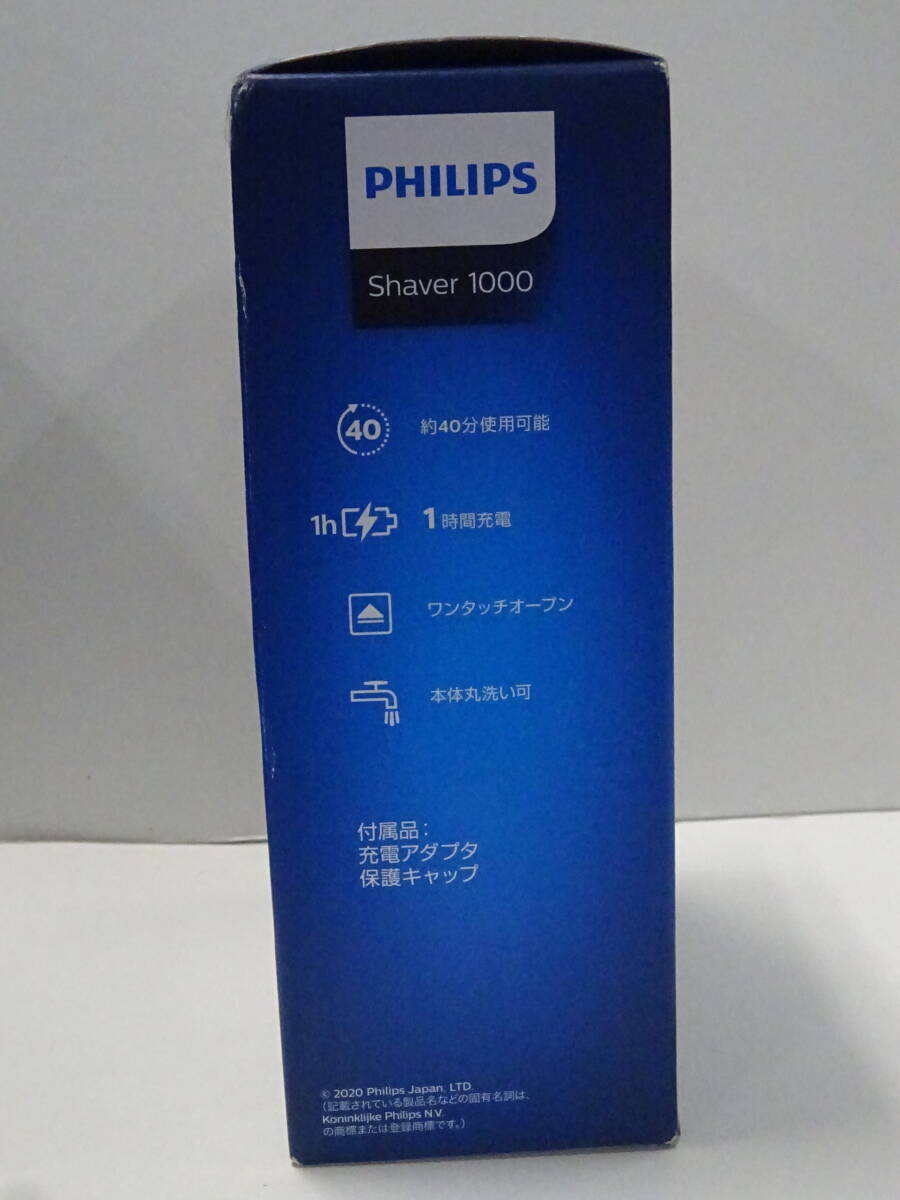 PHILIPS
Shaver 1000
40 約40分使用可能
1h 1時間充電
ワンタッチオープン
本体丸洗い可
付属品：
充電アダプタ
保護キャップ
© 2020 Philips Japan, LTD.
（記載されている製品名などの固有名詞は、
Koninklijke Philips N.V.
の商標または登録商標です。）